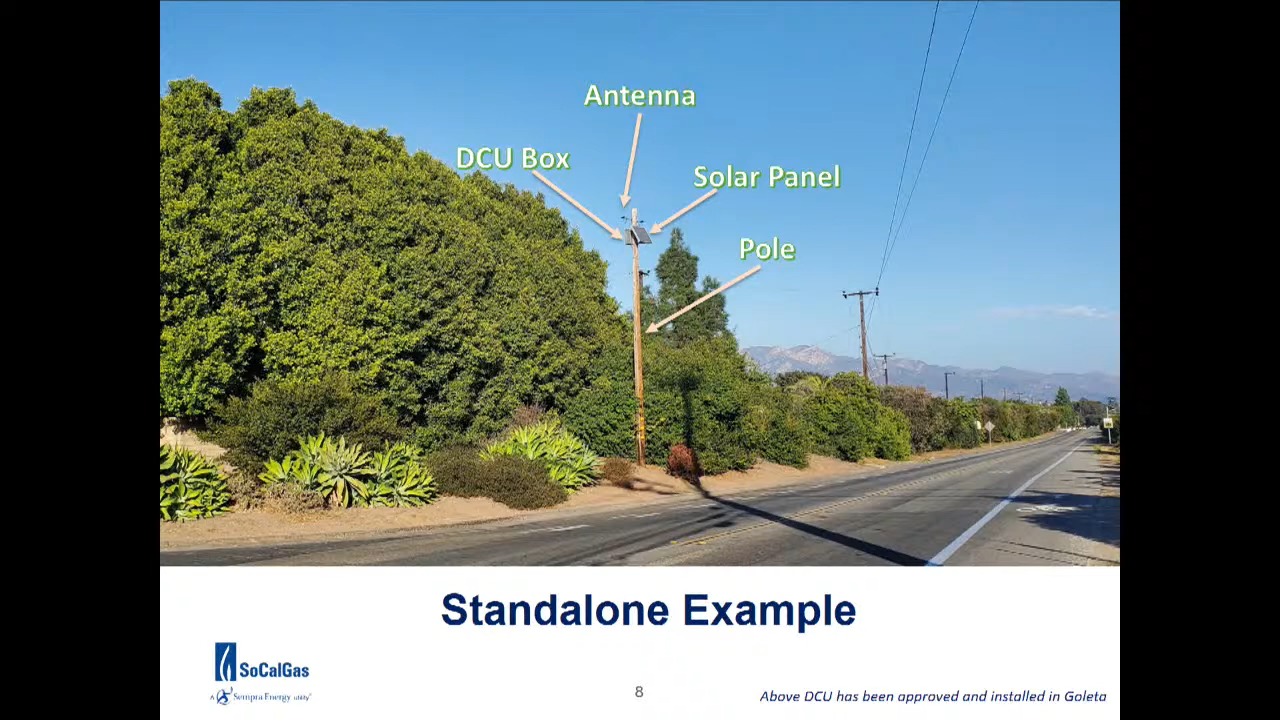 Antenna
DCU Box
Solar Panel
Pole
Standalone Example
SoCalGas
A Sempra Energy utility
8
Above DCU has been approved and installed in Goleta